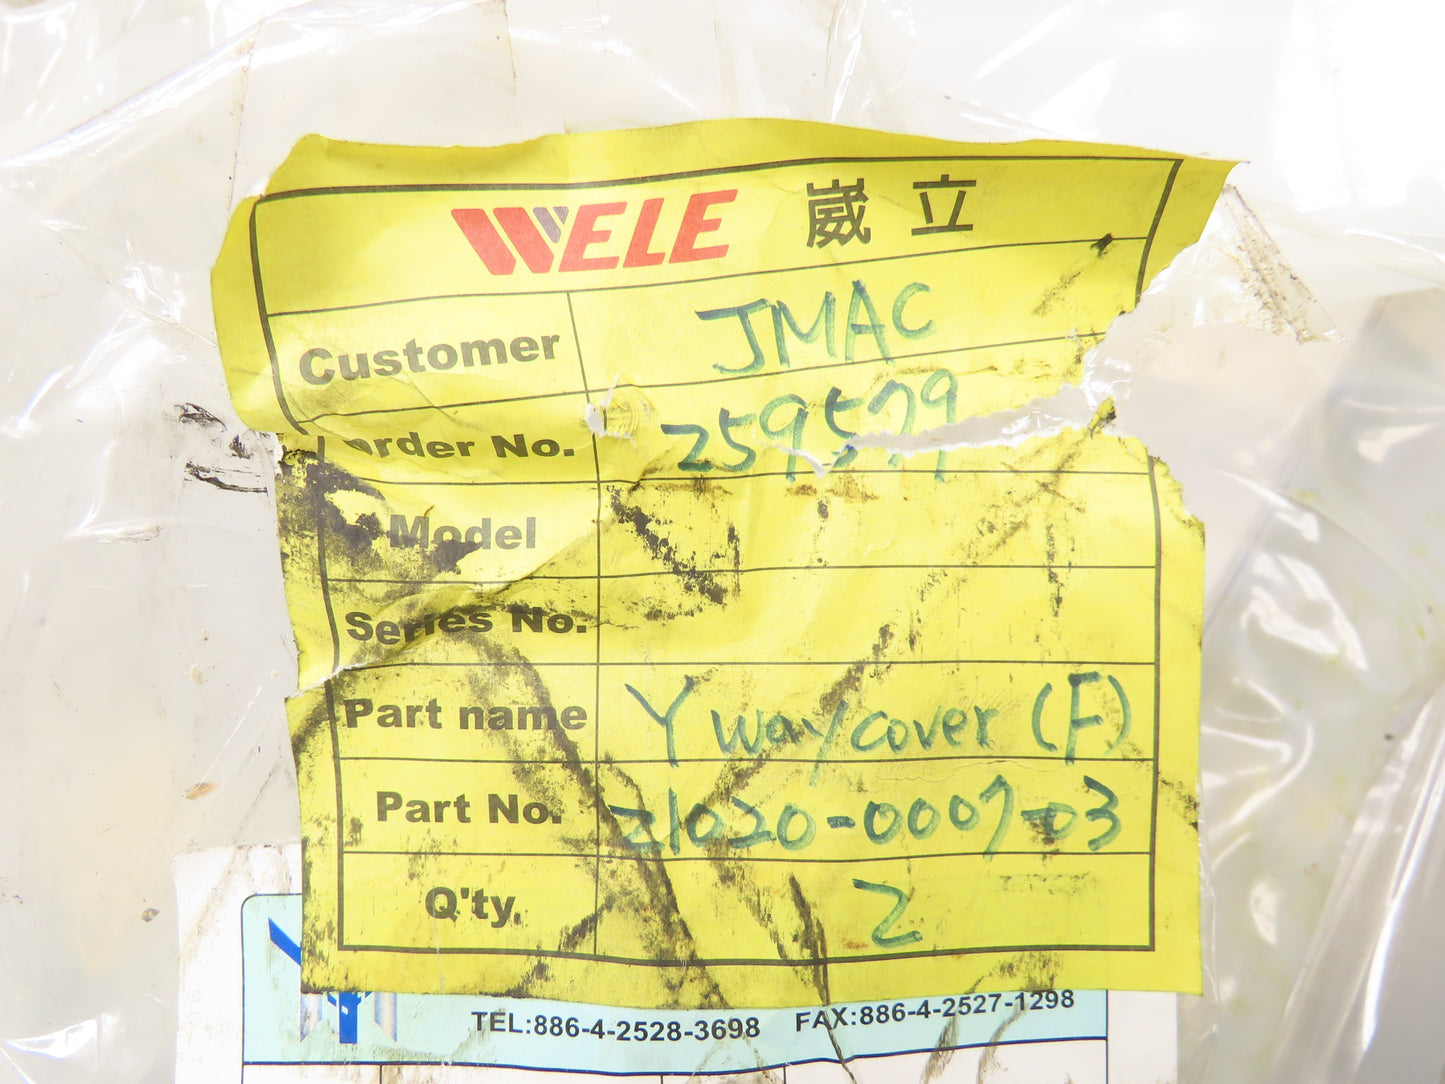 WELE 崴立
Customer JMAC
Order No. 259579
Model
Series No.
Part name Y way cover (F)
Part No. 21020-0007-03
Q'ty. 2
TEL:886-4-2528-3698 FAX:886-4-2527-1298